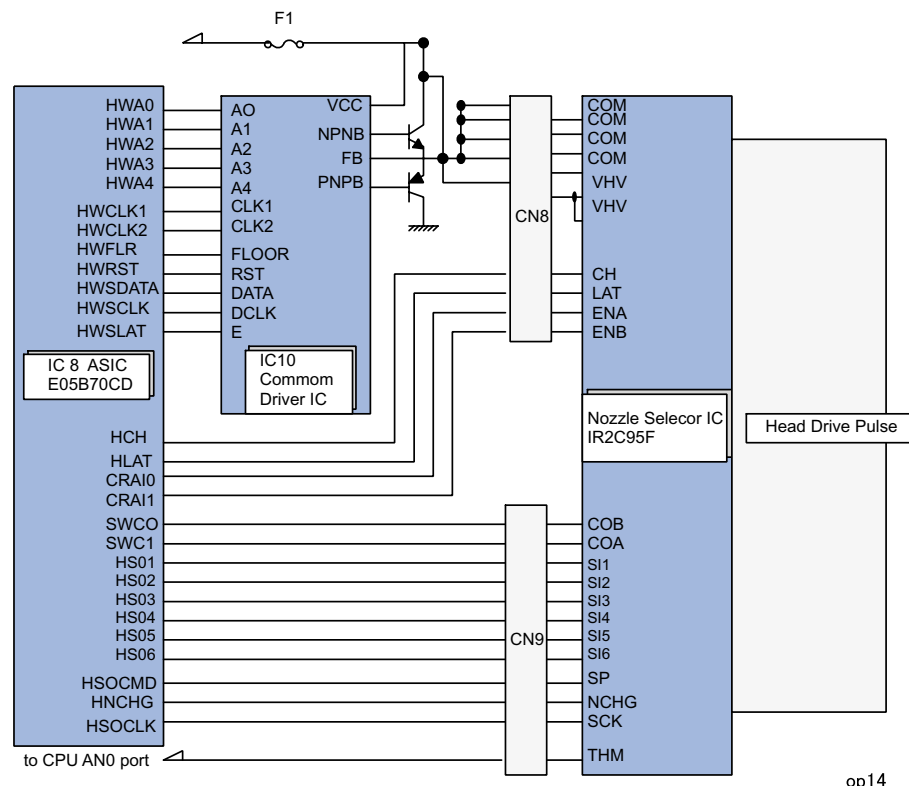 F1
HWA0
HWA1
HWA2
HWA3
HWA4
HWCLK1
HWCLK2
HWFLR
HWRST
HWSDATA
HWSCLK
HWSLAT
IC 8 ASIC
E05B70CD
HCH
HLAT
CRAI0
CRAI1
SWCO
SWC1
HS01
HS02
HS03
HS04
HS05
HS06
HSOCMD
HNCHG
HSOCLK
to CPU AN0 port
AO
A1
A2
A3
A4
CLK1
CLK2
FLOOR
RST
DATA
DCLK
E
VCC
NPNB
FB
PNPB
IC10
Commom
Driver IC
CN8
CN9
COM
COM
COM
COM
VHV
VHV
CH
LAT
ENA
ENB
Nozzle Selecor IC
IR2C95F
COB
COA
SI1
SI2
SI3
SI4
SI5
SI6
SP
NCHG
SCK
THM
Head Drive Pulse
op14